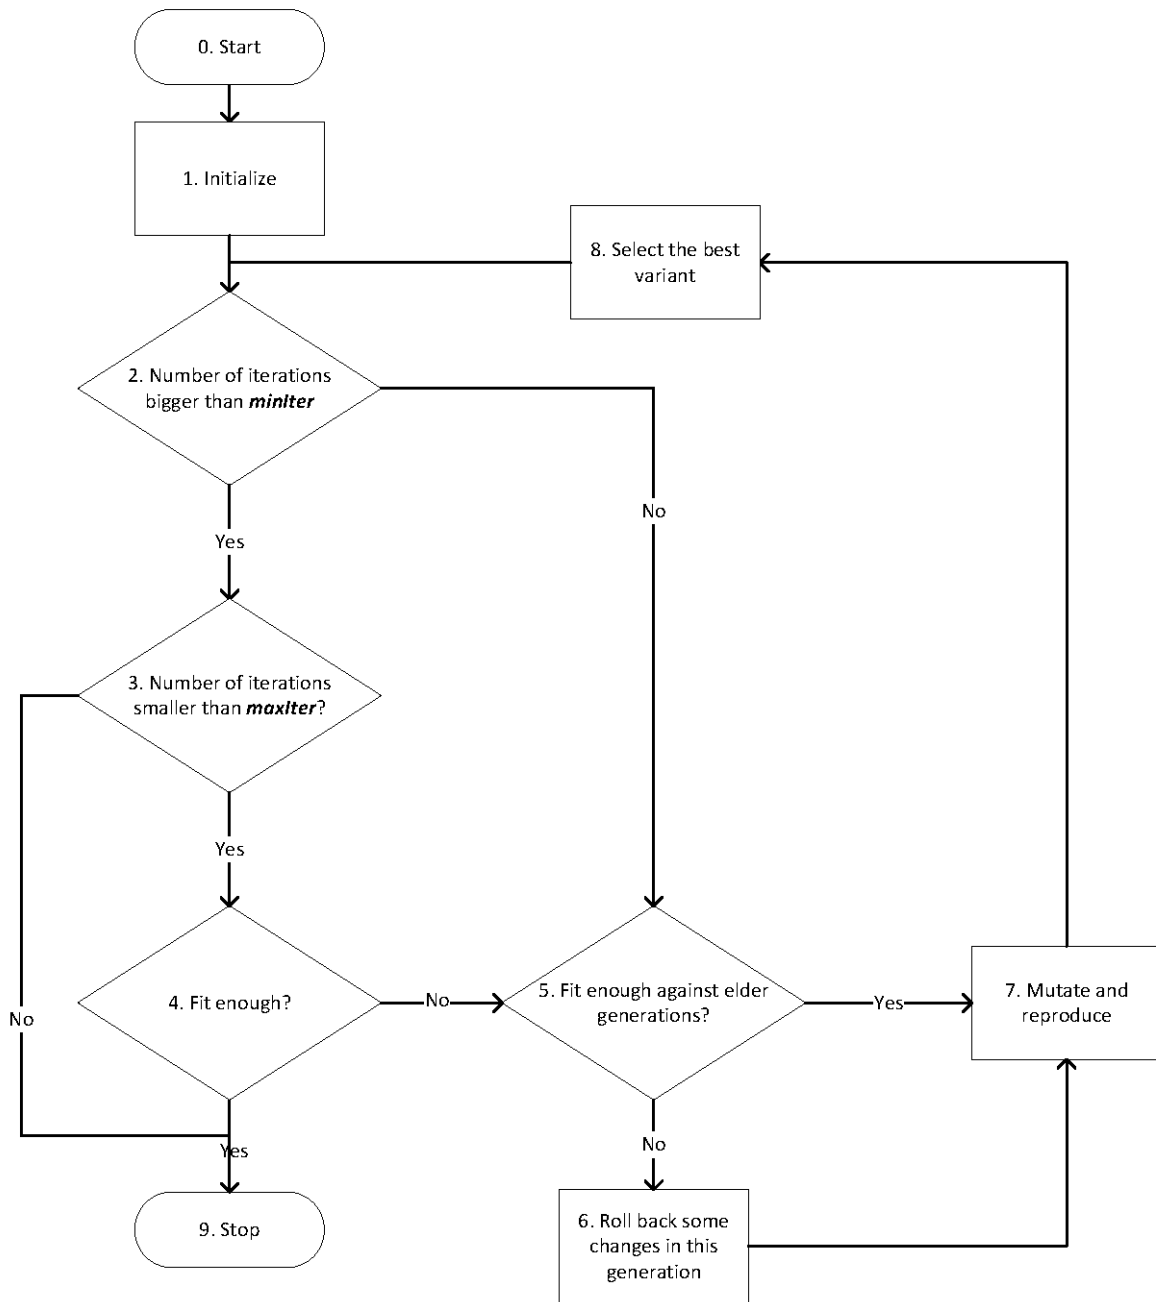 0. Start
1. Initialize
8. Select the best
variant
2. Number of iterations
bigger than miniter
No
Yes
3. Number of iterations
smaller than maxiter?
Yes
4. Fit enough?
No
5. Fit enough against elder
generations?
Yes
7. Mutate and
reproduce
No
No
Yes
6. Roll back some
changes in this
generation
9. Stop